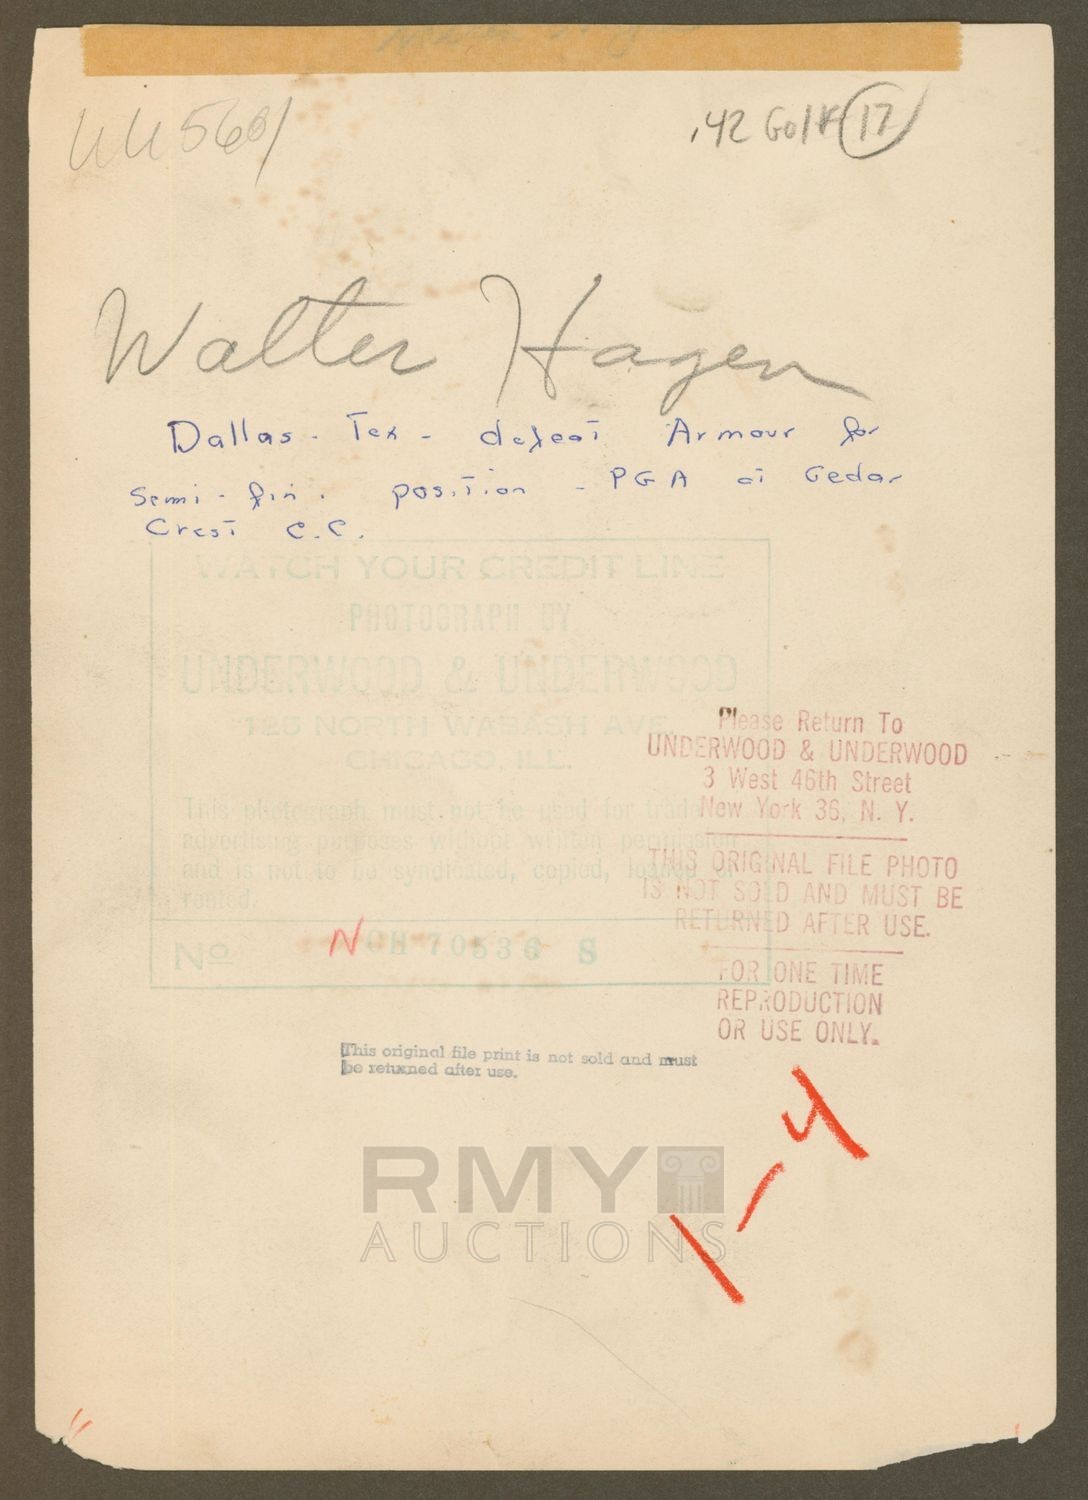 UU5601
.42 Golf 17
Walter Hagen
Dallas - Tex - defeat Armour for
Semi-fin. position - PGA at Cedar
Crest C.C.
WATCH YOUR CREDIT LINE
PHOTOGRAPH BY
UNDERWOOD & UNDERWOOD
125 NORTH WABASH AVE
CHICAGO, ILL.
This photograph must not be used for trade
advertising purposes without written permission
and is not to be syndicated, copied, loaned or
rented.
No N CH 70536 S
Please Return To
UNDERWOOD & UNDERWOOD
3 West 46th Street
New York 36, N. Y.
THIS ORIGINAL FILE PHOTO
IS NOT SOLD AND MUST BE
RETURNED AFTER USE.
FOR ONE TIME
REPRODUCTION
OR USE ONLY.
This original file print is not sold and must
be returned after use.
1-4
RMY
AUCTIONS